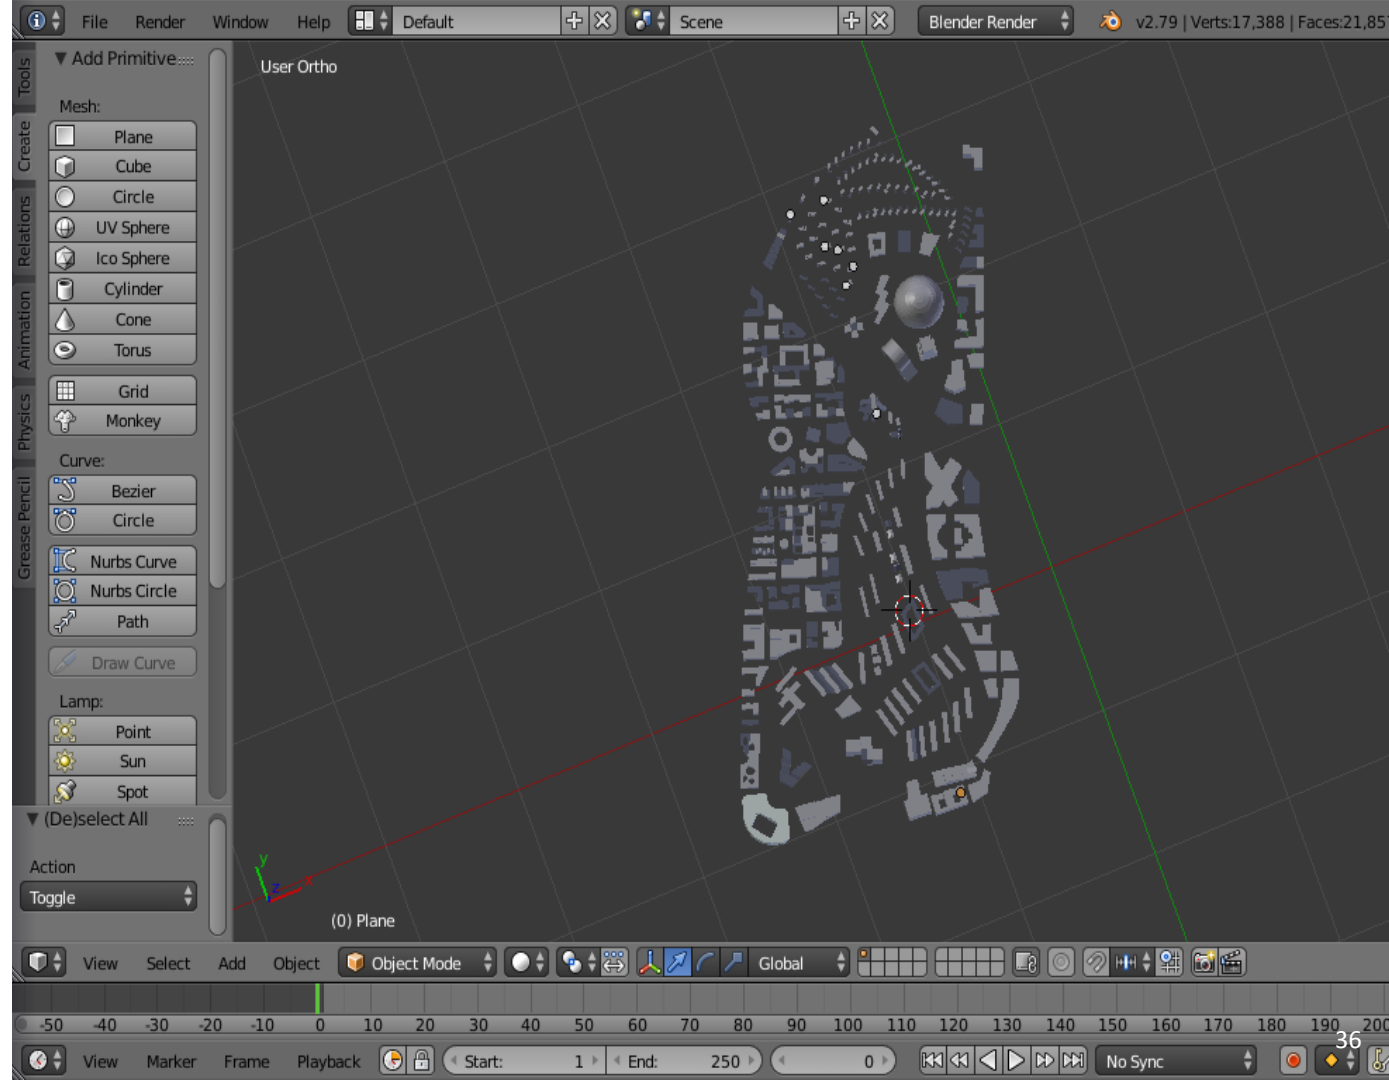 File Render Window Help Default Scene Blender Render v2.79 | Verts:17,388 | Faces:21,85
Tools
Create
Relations
Animation
Physics
Grease Pencil
Add Primitive
Mesh:
Plane
Cube
Circle
UV Sphere
Ico Sphere
Cylinder
Cone
Torus
Grid
Monkey
Curve:
Bezier
Circle
Nurbs Curve
Nurbs Circle
Path
Draw Curve
Lamp:
Point
Sun
Spot
(De)select All
Action
Toggle
User Ortho
y
z
x
(0) Plane
View Select Add Object Object Mode Global
-50 -40 -30 -20 -10 0 10 20 30 40 50 60 70 80 90 100 110 120 130 140 150 160 170 180 190 200
36
View Marker Frame Playback Start: 1 End: 250 0 No Sync